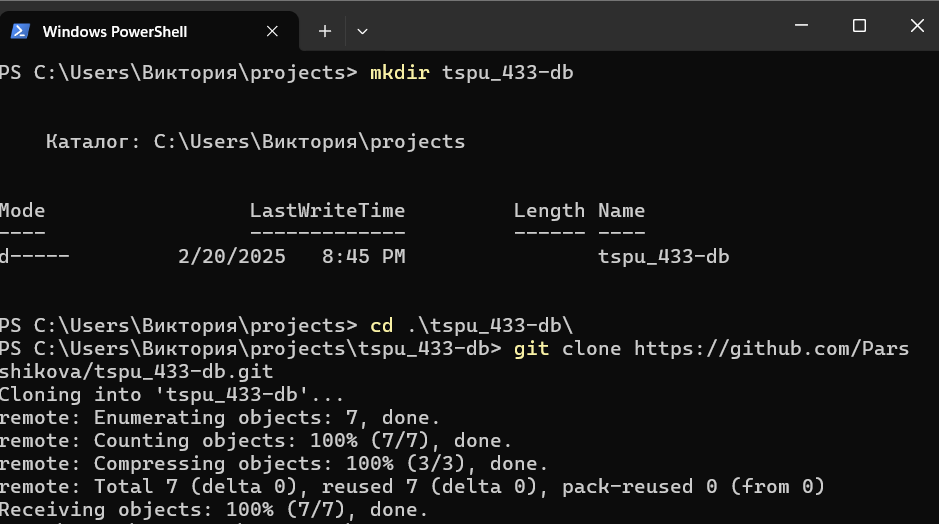 Windows PowerShell
PS C:\Users\Виктория\projects> mkdir tspu_433-db
Каталог: C:\Users\Виктория\projects
Mode LastWriteTime Length Name
---- ------------- ------ ----
d----- 2/20/2025 8:45 PM tspu_433-db
PS C:\Users\Виктория\projects> cd .\tspu_433-db\
PS C:\Users\Виктория\projects\tspu_433-db> git clone https://github.com/Pars
shikova/tspu_433-db.git
Cloning into 'tspu_433-db'...
remote: Enumerating objects: 7, done.
remote: Counting objects: 100% (7/7), done.
remote: Compressing objects: 100% (3/3), done.
remote: Total 7 (delta 0), reused 7 (delta 0), pack-reused 0 (from 0)
Receiving objects: 100% (7/7), done.